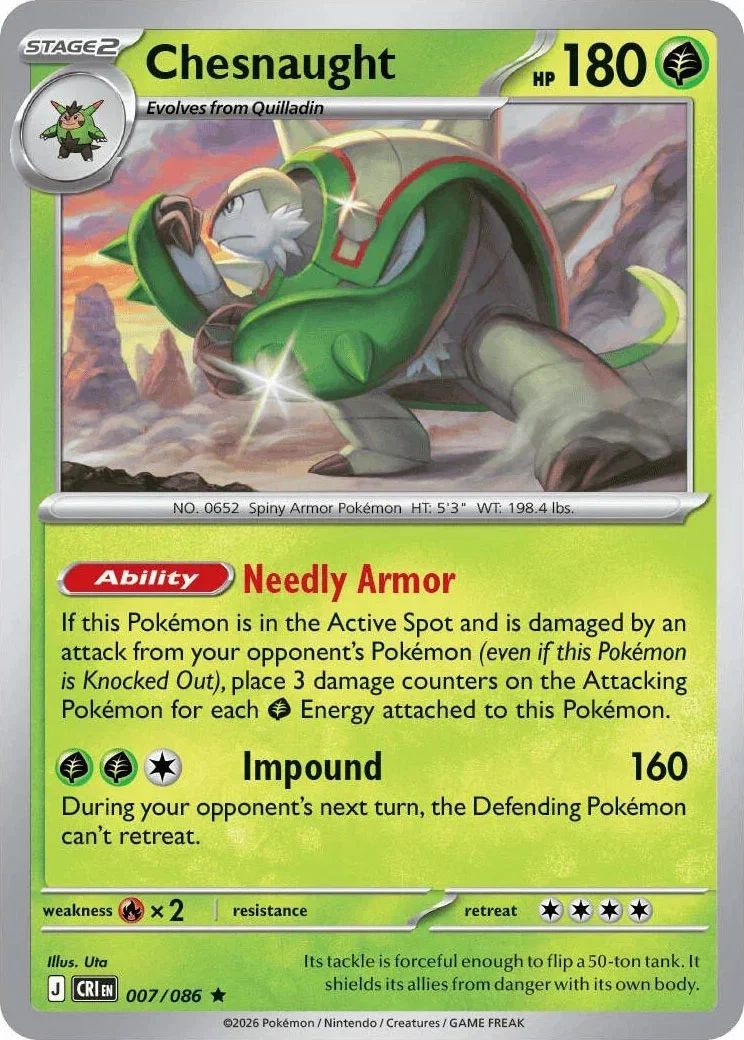 STAGE2
Chesnaught
HP 180
Evolves from Quilladin
NO. 0652 Spiny Armor Pokémon HT: 5'3" WT: 198.4 lbs.
Ability Needly Armor
If this Pokémon is in the Active Spot and is damaged by an
attack from your opponent's Pokémon (even if this Pokémon
is Knocked Out), place 3 damage counters on the Attacking
Pokémon for each Energy attached to this Pokémon.
Impound 160
During your opponent's next turn, the Defending Pokémon
can't retreat.
weakness ×2 resistance retreat
Illus. Uta
Its tackle is forceful enough to flip a 50-ton tank. It
shields its allies from danger with its own body.
J CRI EN 007/086 ★
©2026 Pokémon / Nintendo / Creatures / GAME FREAK